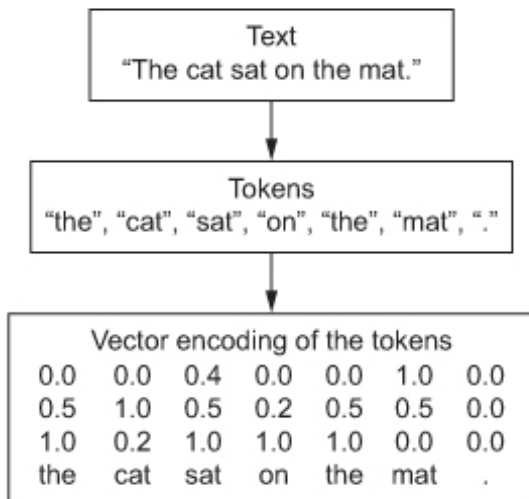 Text
“The cat sat on the mat.”
Tokens
“the”, “cat”, “sat”, “on”, “the”, “mat”, “.”
Vector encoding of the tokens
0.0 0.0 0.4 0.0 0.0 1.0 0.0
0.5 1.0 0.5 0.2 0.5 0.5 0.0
1.0 0.2 1.0 1.0 1.0 0.0 0.0
the cat sat on the mat .